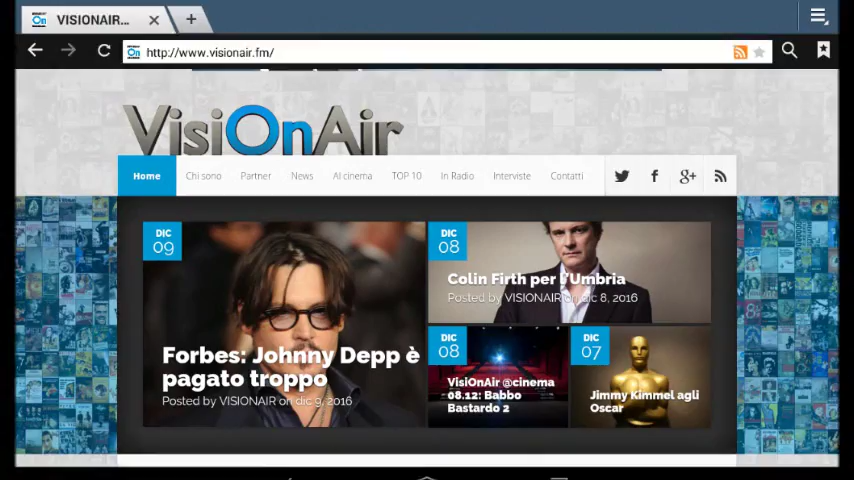 VISIONAIR...
http://www.visionair.fm/
VisiOnAir
Home
Chi sono
Partner
News
Al cinema
TOP 10
In Radio
Interviste
Contatti
DIC
09
Forbes: Johnny Depp è
pagato troppo
Posted by VISIONAIR on dic 9, 2016
DIC
08
Colin Firth per l'Umbria
Posted by VISIONAIR on dic 8, 2016
DIC
08
VisiOnAir @cinema
08.12: Babbo
Bastardo 2
DIC
07
Jimmy Kimmel agli
Oscar